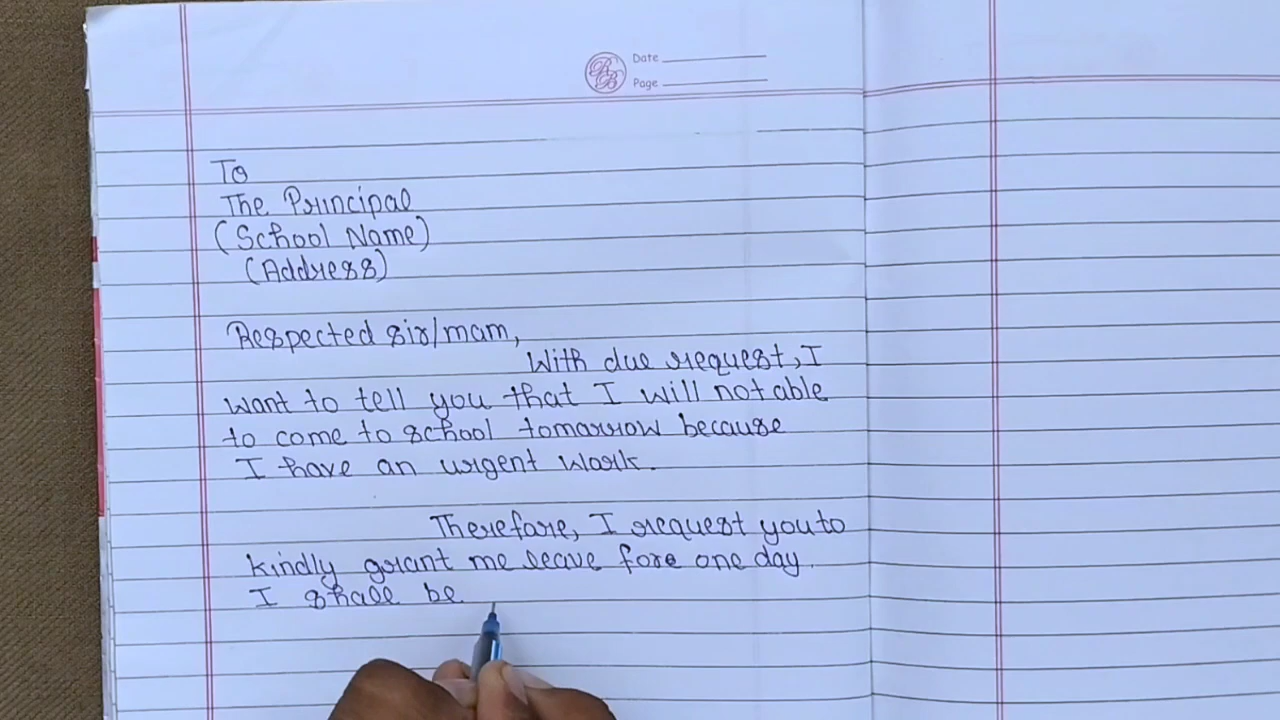 Date
Page
To
The Principal
(School Name)
(Address)
Respected sir/mam,
With due request, I
want to tell you that I will not able
to come to school tomorrow because
I have an urgent work.
Therefore, I request you to
kindly grant me leave fore one day.
I shall be